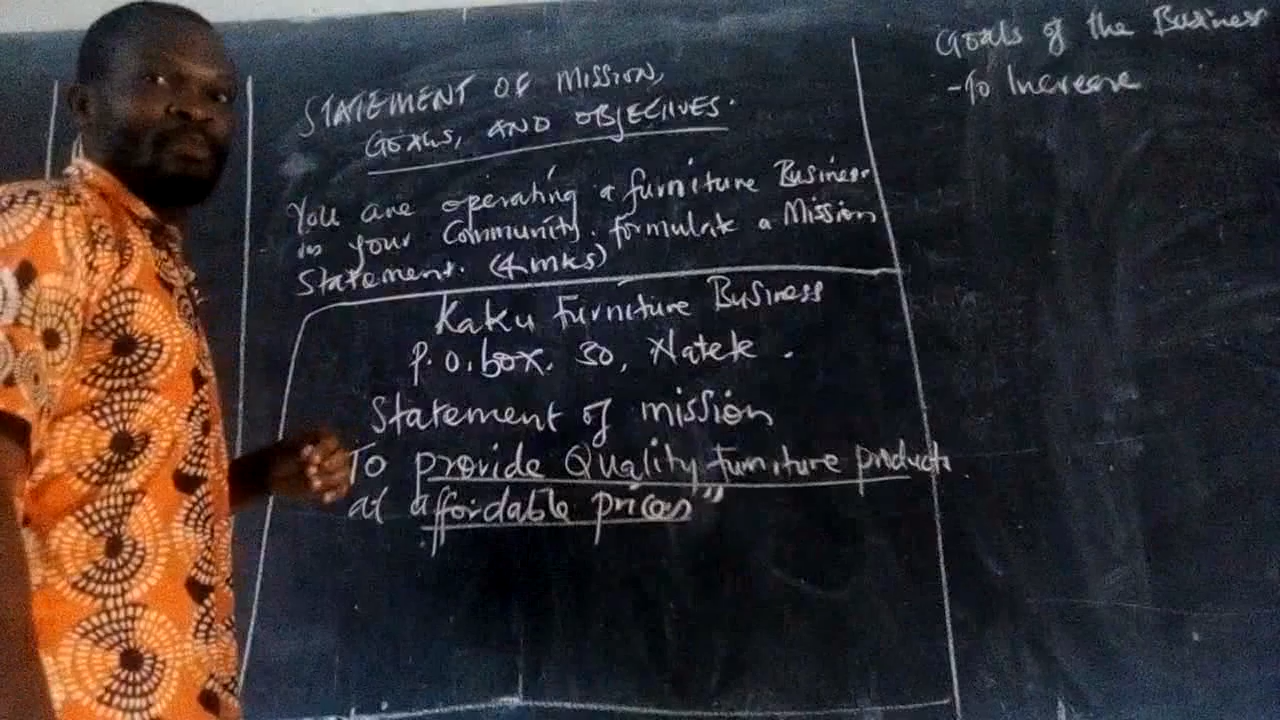 STATEMENT OF MISSION,
GOALS, AND OBJECTIVES.
You are operating a furniture Business
in your Community. formulate a Mission
Statement. (4 mks)
Kaku Furniture Business
P.O. box. 30,
Statement of mission
To provide Quality furniture products
at affordable prices"
Goals of the Business
- To Increase